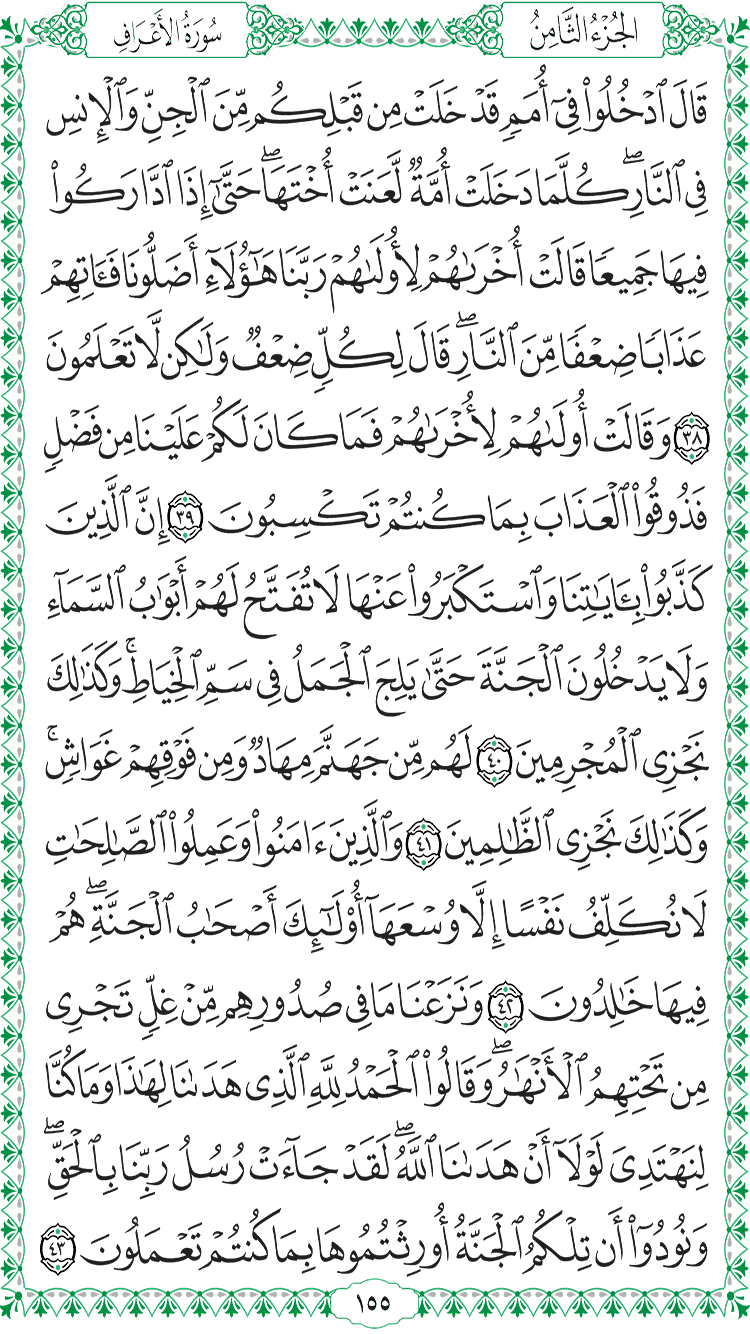 الجُزْءُ الثَّامِنُ
سُورَةُ الأَعْرَافِ
قَالَ ٱدْخُلُوا۟ فِىٓ أُمَمٍۢ قَدْ خَلَتْ مِن قَبْلِكُم مِّنَ ٱلْجِنِّ وَٱلْإِنسِ
فِى ٱلنَّارِ ۖ كُلَّمَا دَخَلَتْ أُمَّةٌۭ لَّعَنَتْ أُخْتَهَا ۖ حَتَّىٰٓ إِذَا ٱدَّارَكُوا۟
فِيهَا جَمِيعًۭا قَالَتْ أُخْرَىٰهُمْ لِأُولَىٰهُمْ رَبَّنَا هَـٰٓؤُلَآءِ أَضَلُّونَا فَـَٔاتِهِمْ
عَذَابًۭا ضِعْفًۭا مِّنَ ٱلنَّارِ ۖ قَالَ لِكُلٍّۢ ضِعْفٌۭ وَلَـٰكِن لَّا تَعْلَمُونَ
٣٨ وَقَالَتْ أُولَىٰهُمْ لِأُخْرَىٰهُمْ فَمَا كَانَ لَكُمْ عَلَيْنَا مِن فَضْلٍۢ
فَذُوقُوا۟ ٱلْعَذَابَ بِمَا كُنتُمْ تَكْسِبُونَ ٣٩ إِنَّ ٱلَّذِينَ
كَذَّبُوا۟ بِـَٔايَـٰتِنَا وَٱسْتَكْبَرُوا۟ عَنْهَا لَا تُفَتَّحُ لَهُمْ أَبْوَٰبُ ٱلسَّمَآءِ
وَلَا يَدْخُلُونَ ٱلْجَنَّةَ حَتَّىٰ يَلِجَ ٱلْجَمَلُ فِى سَمِّ ٱلْخِيَاطِ ۚ وَكَذَٰلِكَ
نَجْزِى ٱلْمُجْرِمِينَ ٤٠ لَهُم مِّن جَهَنَّمَ مِهَادٌۭ وَمِن فَوْقِهِمْ غَوَاشٍۢ ۚ
وَكَذَٰلِكَ نَجْزِى ٱلظَّـٰلِمِينَ ٤١ وَٱلَّذِينَ ءَامَنُوا۟ وَعَمِلُوا۟ ٱلصَّـٰلِحَـٰتِ
لَا نُكَلِّفُ نَفْسًا إِلَّا وُسْعَهَآ أُو۟لَـٰٓئِكَ أَصْحَـٰبُ ٱلْجَنَّةِ ۖ هُمْ
فِيهَا خَـٰلِدُونَ ٤٢ وَنَزَعْنَا مَا فِى صُدُورِهِم مِّنْ غِلٍّۢ تَجْرِى
مِن تَحْتِهِمُ ٱلْأَنْهَـٰرُ ۖ وَقَالُوا۟ ٱلْحَمْدُ لِلَّهِ ٱلَّذِى هَدَىٰنَا لِهَـٰذَا وَمَا كُنَّا
لِنَهْتَدِىَ لَوْلَآ أَنْ هَدَىٰنَا ٱللَّهُ ۖ لَقَدْ جَآءَتْ رُسُلُ رَبِّنَا بِٱلْحَقِّ ۖ
وَنُودُوٓا۟ أَن تِلْكُمُ ٱلْجَنَّةُ أُورِثْتُمُوهَا بِمَا كُنتُمْ تَعْمَلُونَ ٤٣
١٥٥